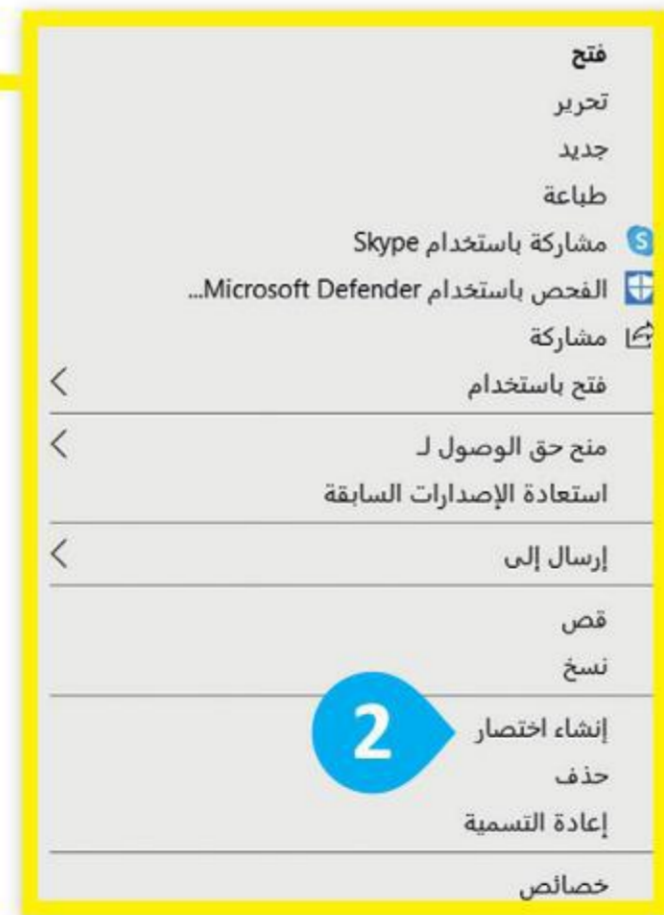 فتح
تحرير
جديد
طباعة
مشاركة باستخدام Skype
الفحص باستخدام Microsoft Defender...
مشاركة
فتح باستخدام
منح حق الوصول لـ
استعادة الإصدارات السابقة
إرسال إلى
قص
نسخ
إنشاء اختصار
2
حذف
إعادة التسمية
خصائص